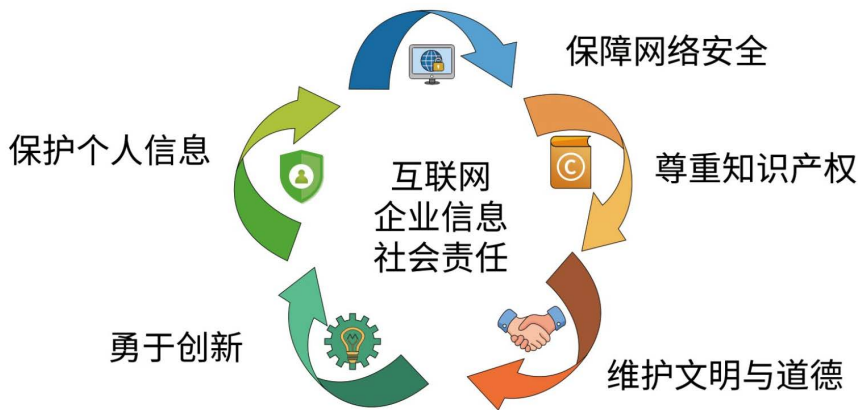 保障网络安全
保护个人信息
尊重知识产权
互联网
企业信息
社会责任
勇于创新
维护文明与道德
©